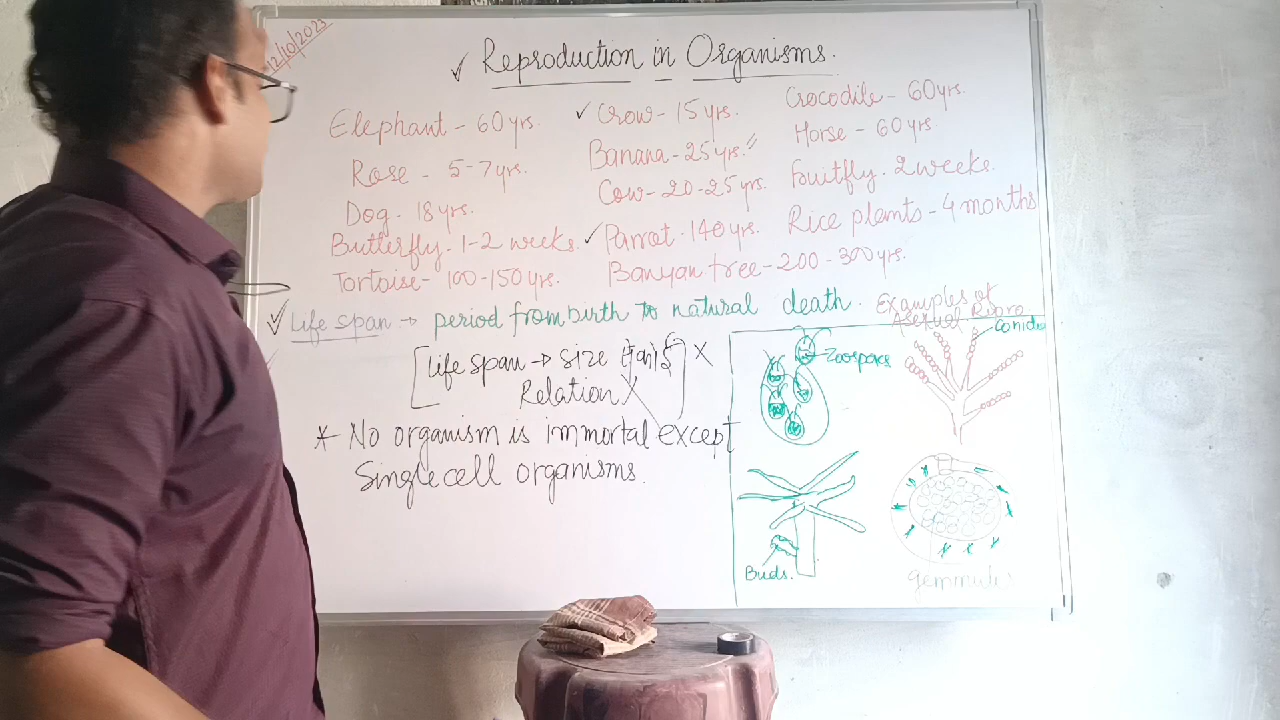 12/10/2023
Reproduction in Organisms.
Elephant - 60 yrs.
Rose - 5-7 yrs.
Dog - 18 yrs.
Butterfly - 1-2 weeks.
Tortoise - 100-150 yrs.
Crow - 15 yrs.
Banana - 25 yrs.
Cow - 20-25 yrs.
Parrot - 140 yrs.
Banyan tree - 200-300 yrs.
Crocodile - 60 yrs.
Horse - 60 yrs.
Fruitfly - 2 weeks.
Rice plants - 4 months
Life span → period from birth to natural death.
[Life span → size
Relation X
* No organism is immortal except
Single cell organisms.
Examples of
Asexual Repro
Zoospores
Conidia
Buds.
gemmules